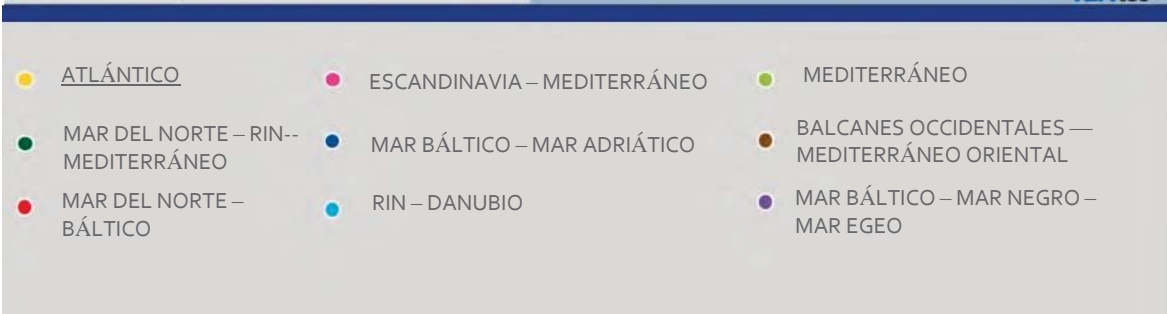 ATLÁNTICO
MAR DEL NORTE – RIN--
MEDITERRÁNEO
MAR DEL NORTE –
BÁLTICO
ESCANDINAVIA – MEDITERRÁNEO
MAR BÁLTICO – MAR ADRIÁTICO
RIN – DANUBIO
MEDITERRÁNEO
BALCANES OCCIDENTALES —
MEDITERRÁNEO ORIENTAL
MAR BÁLTICO – MAR NEGRO –
MAR EGEO